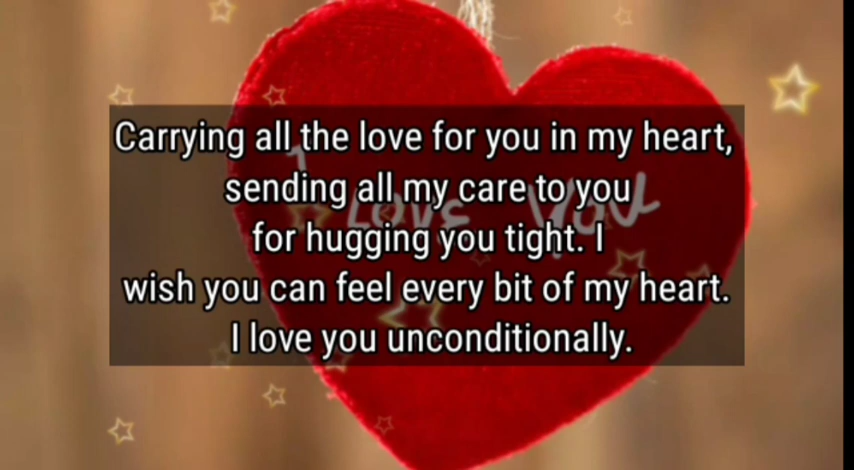 Carrying all the love for you in my heart,
sending all my care to you
for hugging you tight. I
wish you can feel every bit of my heart.
I love you unconditionally.
I
LOVE YOU